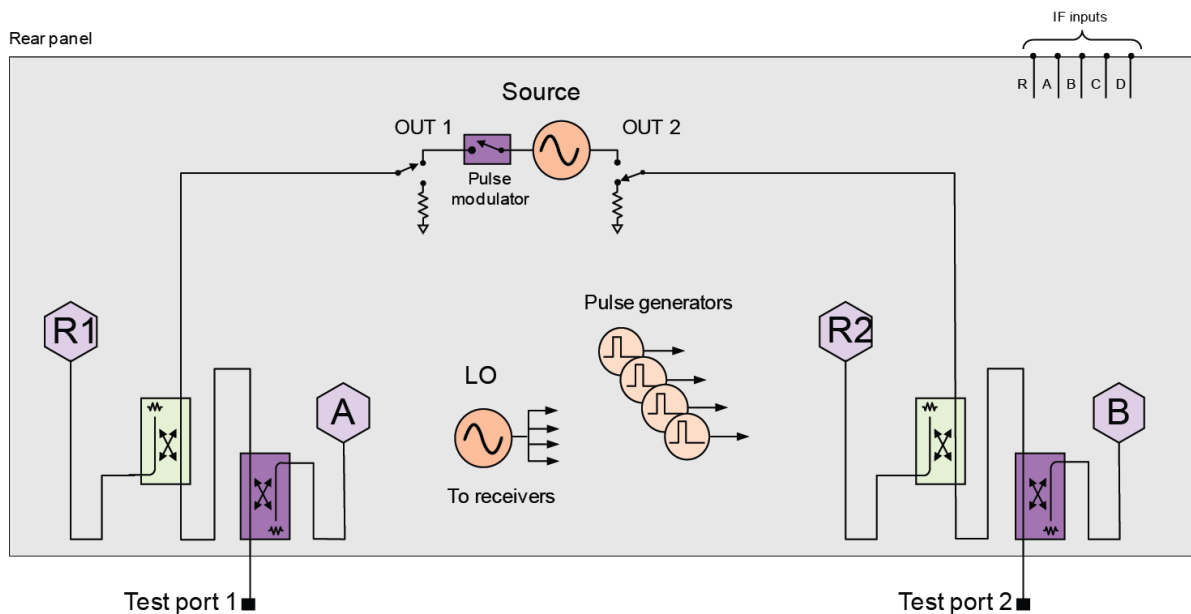 IF inputs
Rear panel
R A B C D
Source
OUT 1
OUT 2
Pulse
modulator
Pulse generators
R1
R2
LO
A
B
To receivers
Test port 1
Test port 2